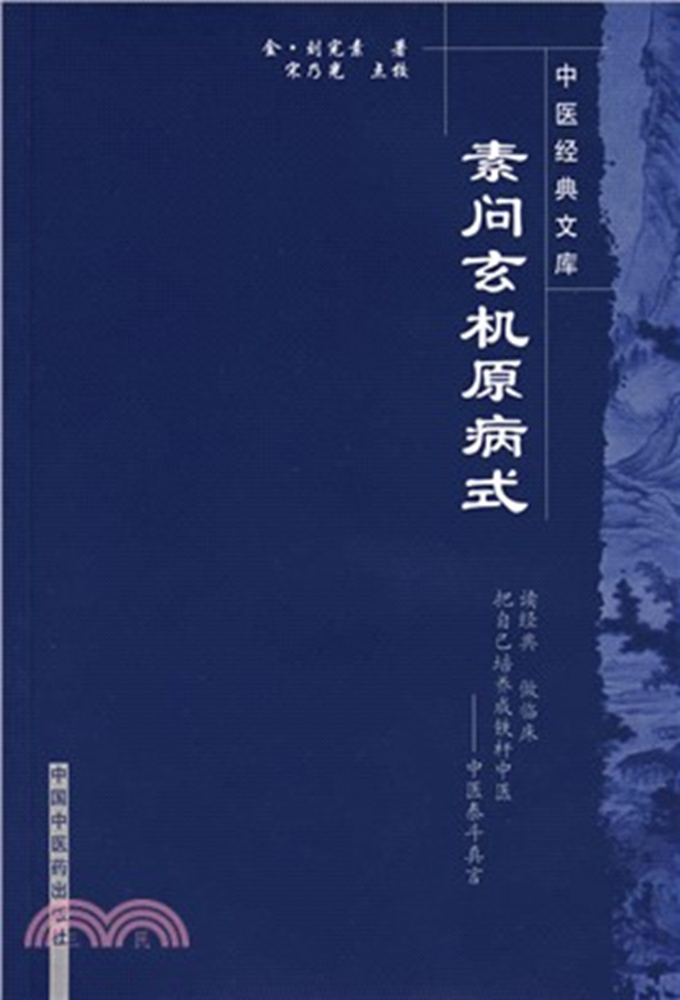 金·刘完素 著
宋乃光 点校
中医经典文库
素问玄机原病式
读经典 做临床
把自己培养成铁杆中医
——中医泰斗真言
中国中医药出版社
三 民